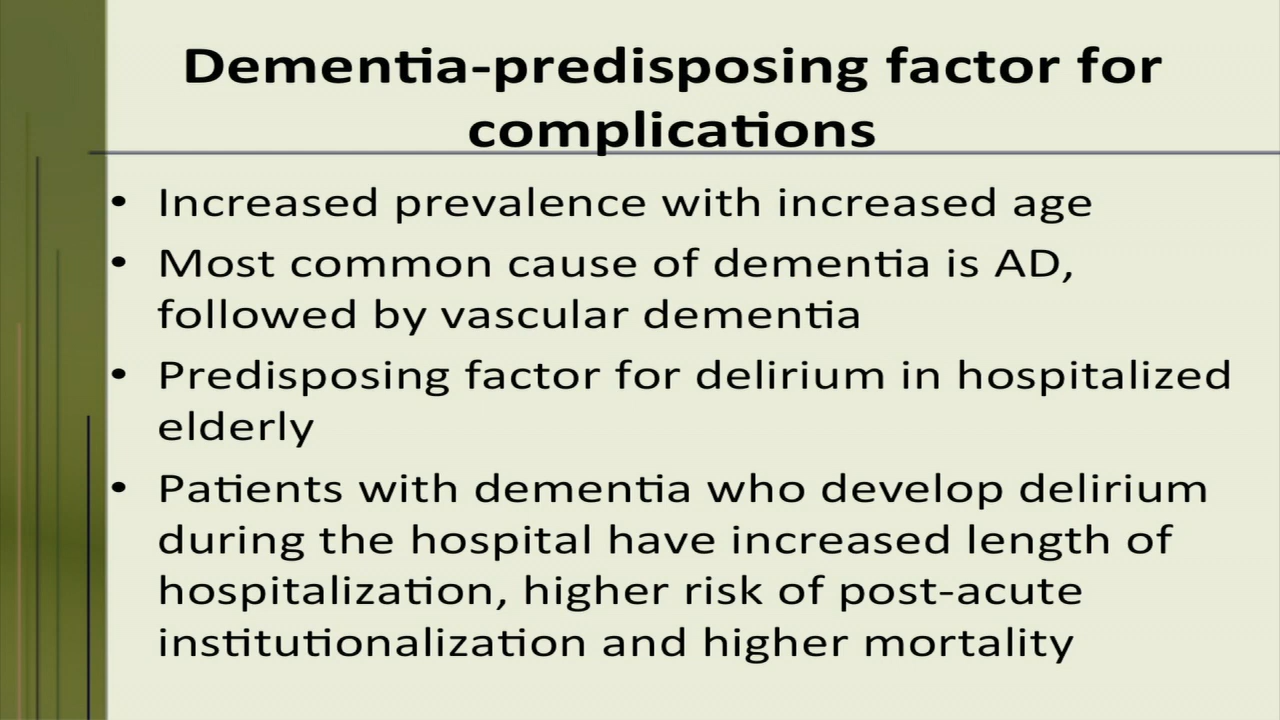 Dementia-predisposing factor for
complications
• Increased prevalence with increased age
• Most common cause of dementia is AD,
followed by vascular dementia
• Predisposing factor for delirium in hospitalized
elderly
• Patients with dementia who develop delirium
during the hospital have increased length of
hospitalization, higher risk of post-acute
institutionalization and higher mortality